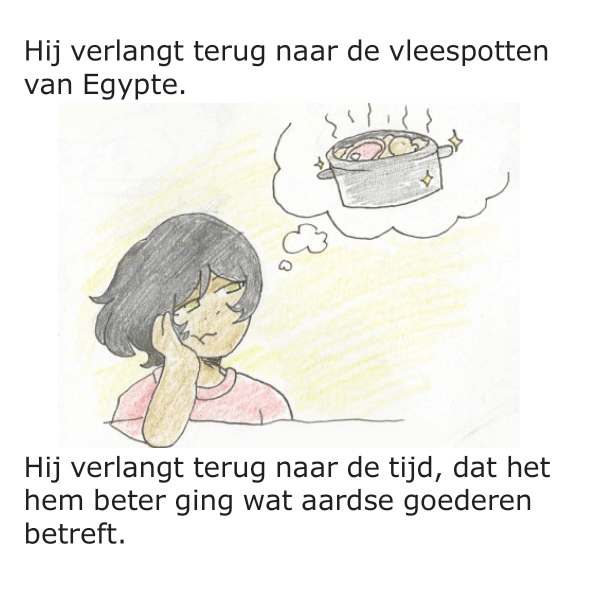 Hij verlangt terug naar de vleespotten
van Egypte.
Hij verlangt terug naar de tijd, dat het
hem beter ging wat aardse goederen
betreft.